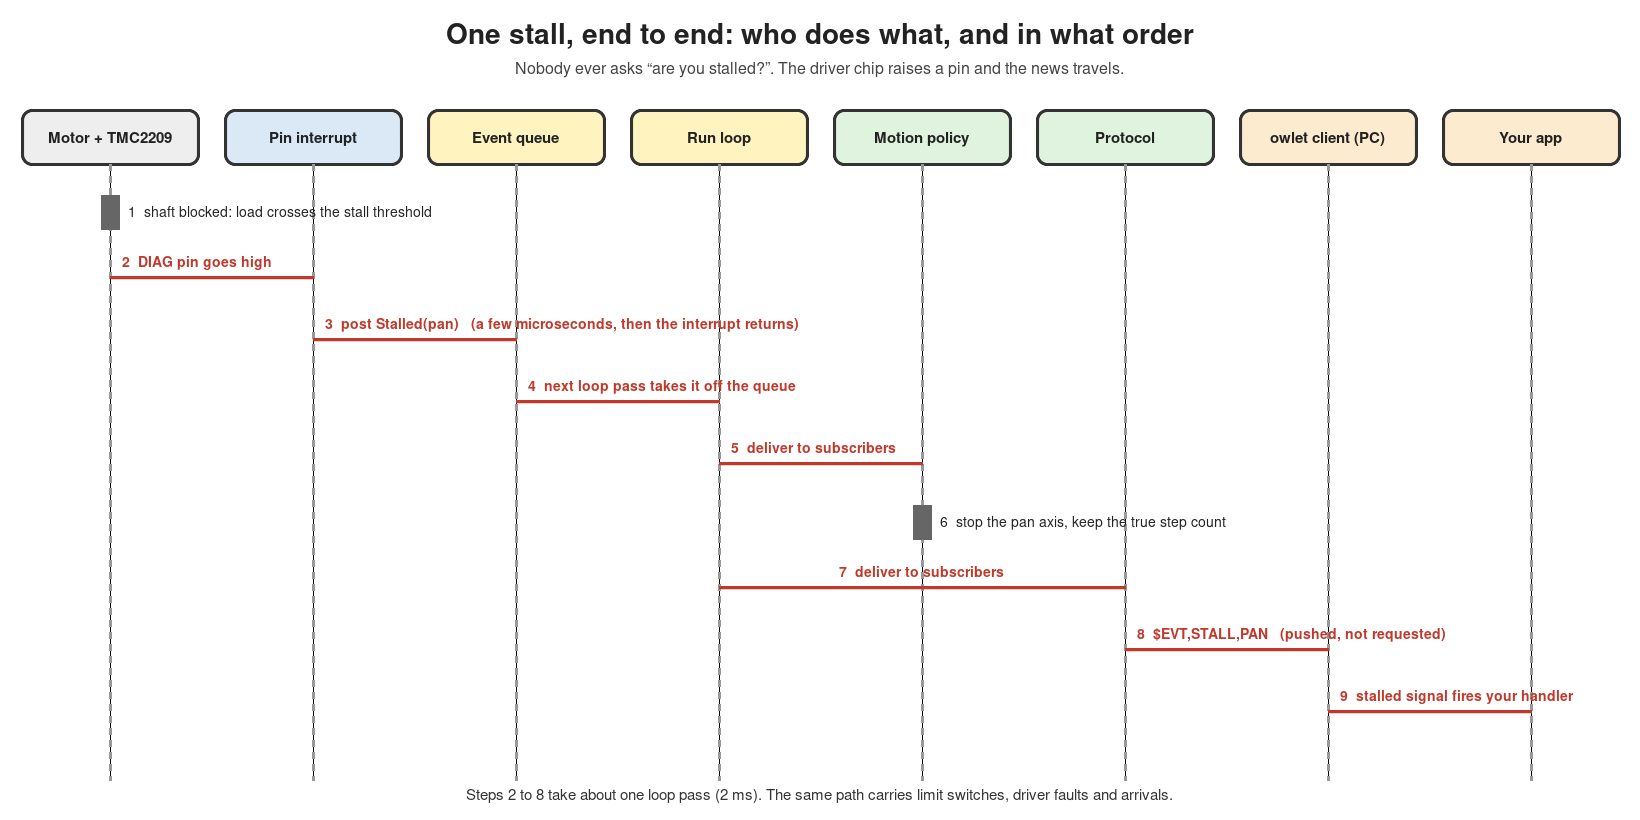 One stall, end to end: who does what, and in what order
Nobody ever asks “are you stalled?”. The driver chip raises a pin and the news travels.
Motor + TMC2209
Pin interrupt
Event queue
Run loop
Motion policy
Protocol
owlet client (PC)
Your app
1 shaft blocked: load crosses the stall threshold
2 DIAG pin goes high
3 post Stalled(pan) (a few microseconds, then the interrupt returns)
4 next loop pass takes it off the queue
5 deliver to subscribers
6 stop the pan axis, keep the true step count
7 deliver to subscribers
8 $EVT,STALL,PAN (pushed, not requested)
9 stalled signal fires your handler
Steps 2 to 8 take about one loop pass (2 ms). The same path carries limit switches, driver faults and arrivals.